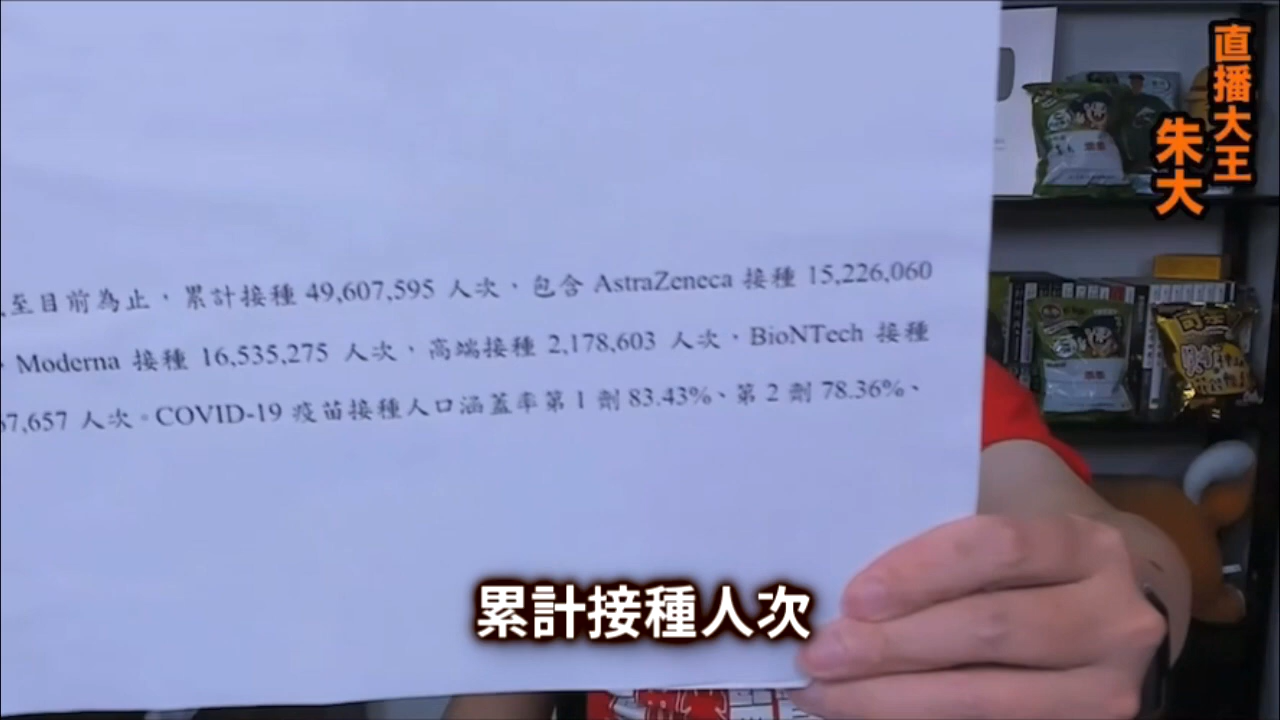 直播大王
朱大
至目前為止，累計接種 49,607,595 人次，包含 AstraZeneca 接種 15,226,060
，Moderna 接種 16,535,275 人次，高端接種 2,178,603 人次，BioNTech 接種
67,657 人次。COVID-19 疫苗接種人口涵蓋率第 1 劑 83.43%、第 2 劑 78.36%、
累計接種人次